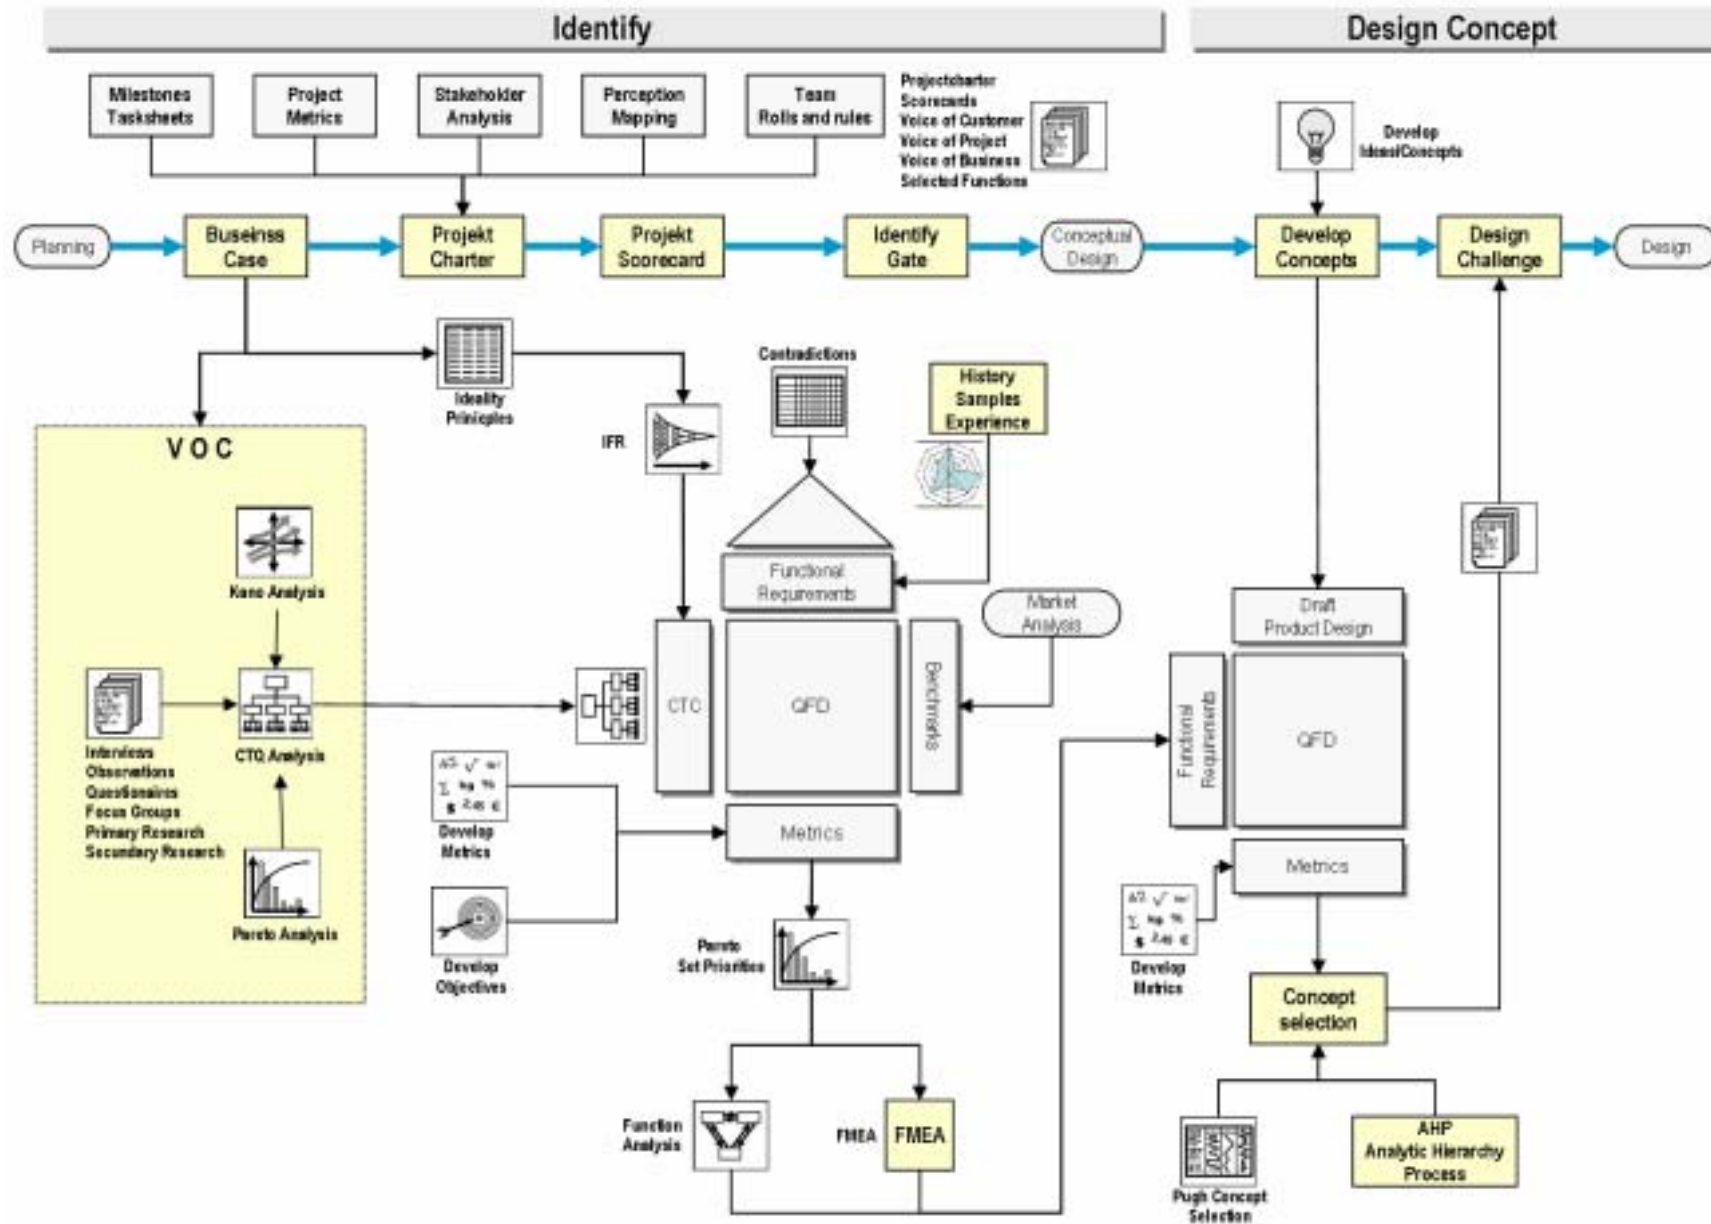 Identify
Design Concept
Milestones
Tasksheets
Project
Metrics
Stakeholder
Analysis
Perception
Mapping
Team
Rolls and rules
Projectcharter
Scorecards
Voice of Customer
Voice of Project
Voice of Business
Selected Functions
Develop
Ideas/Concepts
Planning
Buseinss
Case
Projekt
Charter
Projekt
Scorecard
Identify
Gate
Conceptual
Design
Develop
Concepts
Design
Challenge
Design
Ideality
Prinicples
IFR
Contradictions
History
Samples
Experience
V O C
Kano Analysis
Interviews
Observations
Questionaires
Focus Groups
Primary Research
Secundary Research
CTQ Analysis
Pareto Analysis
Functional
Requirements
Market
Analysis
CTC
QFD
Benchmarks
Metrics
Develop
Metrics
Develop
Objectives
Pareto
Set Priorities
Function
Analysis
FMEA
FMEA
Draft
Product Design
Functional
Requirements
QFD
Metrics
Develop
Metrics
Concept
selection
Pugh Concept
Selection
AHP
Analytic Hierarchy
Process